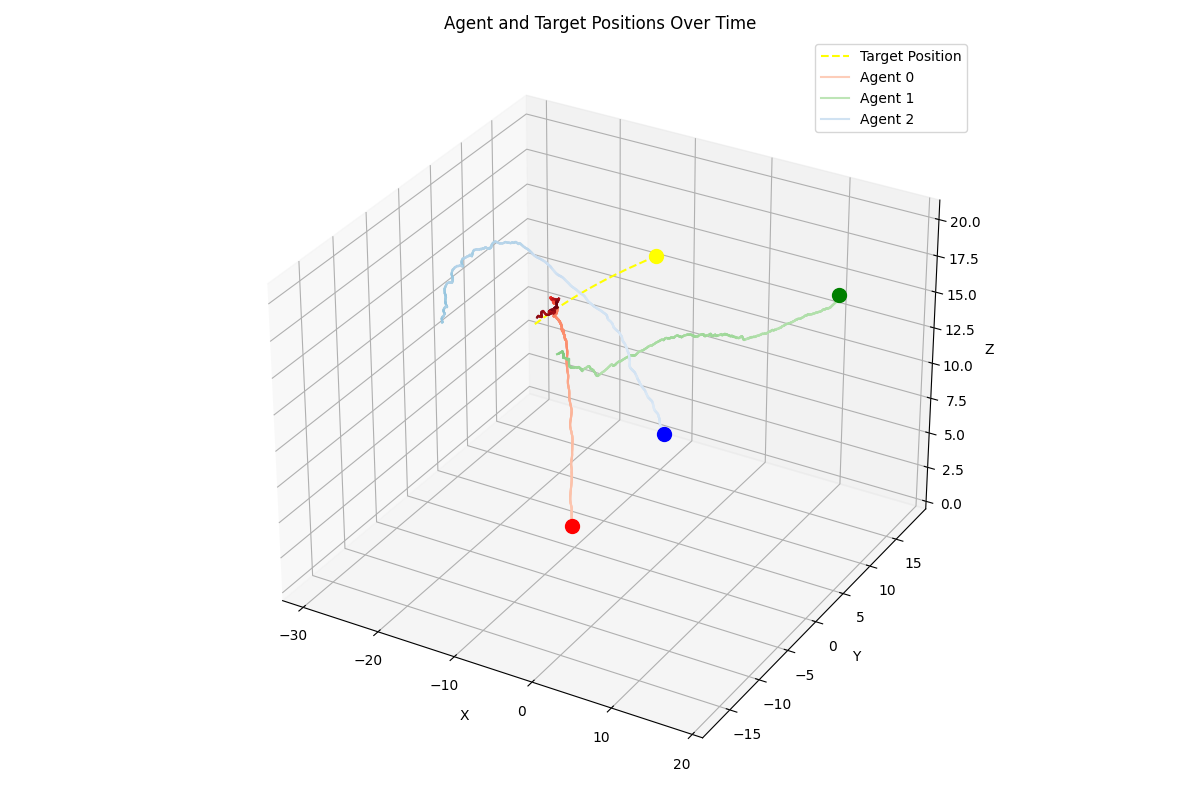 Agent and Target Positions Over Time
Target Position
Agent 0
Agent 1
Agent 2
20.0
17.5
15.0
12.5
10.0
7.5
5.0
2.5
0.0
Z
15
10
5
0
−5
−10
−15
Y
−30
−20
−10
0
10
20
X